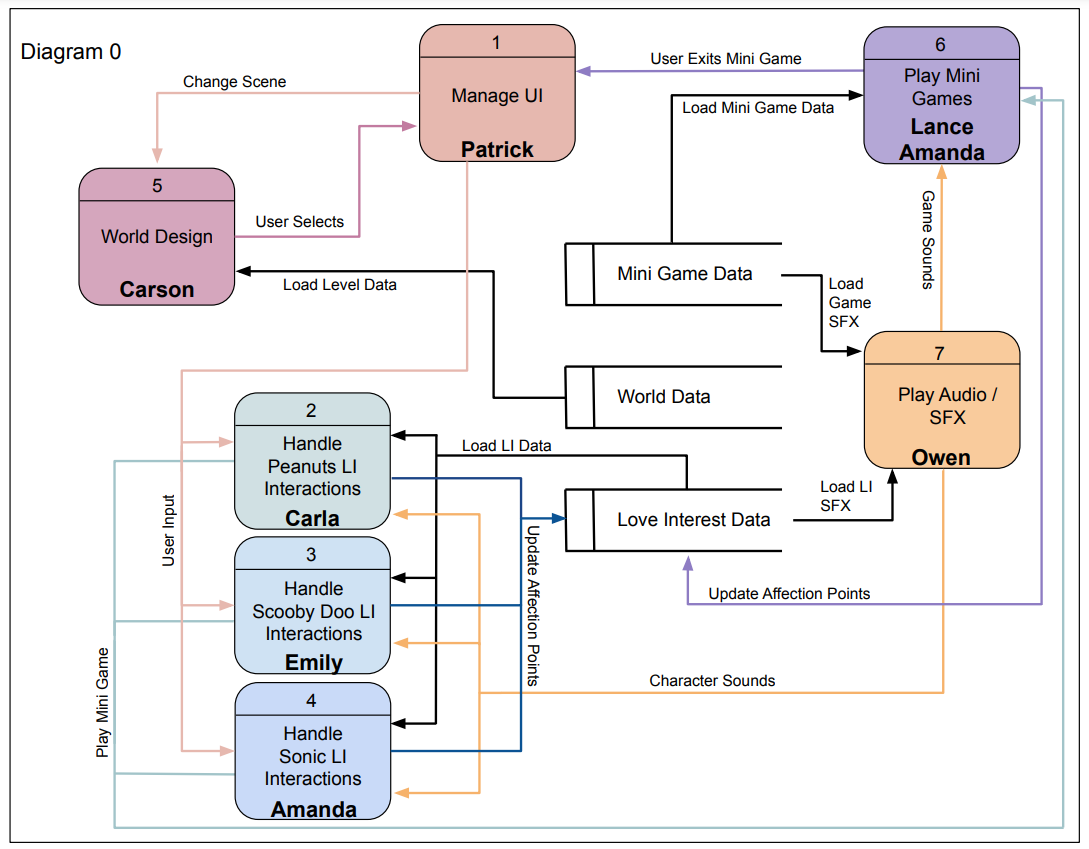 Diagram 0
1
Manage UI
Patrick
6
Play Mini
Games
Lance
Amanda
User Exits Mini Game
Change Scene
Load Mini Game Data
5
World Design
Carson
User Selects
Load Level Data
Game Sounds
Mini Game Data
Load
Game
SFX
7
Play Audio /
SFX
Owen
World Data
2
Handle
Peanuts LI
Interactions
Carla
Load LI Data
Love Interest Data
Load LI
SFX
User Input
3
Handle
Scooby Doo LI
Interactions
Emily
Update Affection Points
Update Affection Points
Play Mini Game
Character Sounds
4
Handle
Sonic LI
Interactions
Amanda